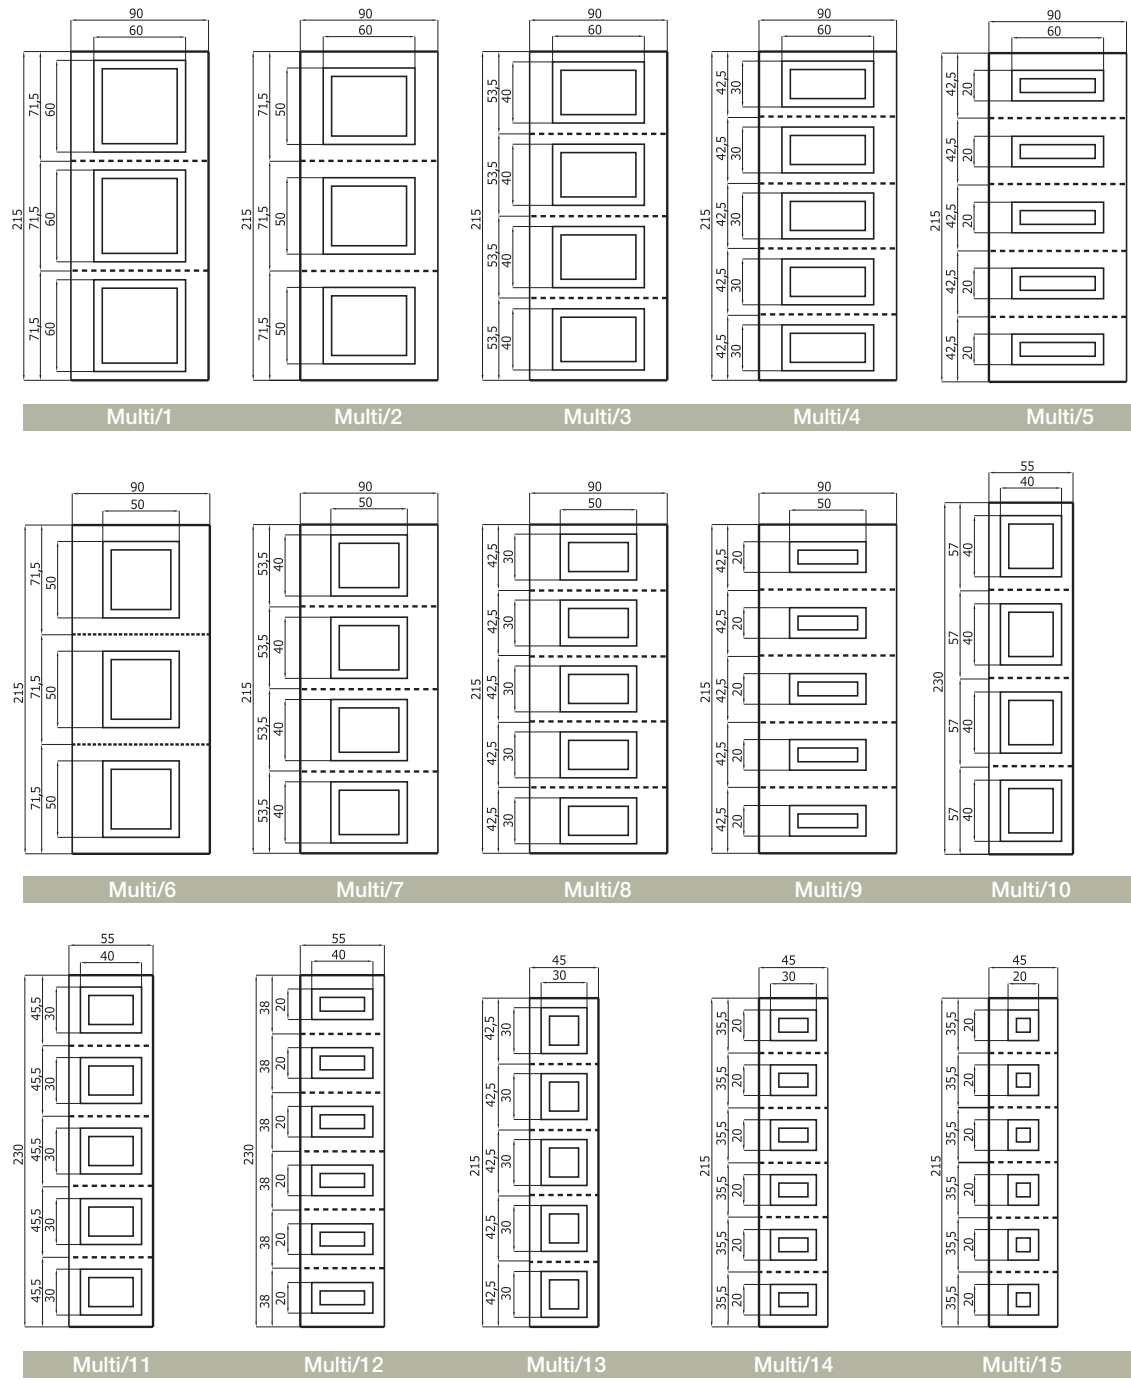 90 90 90 90 90
60 60 60 60 60
215 71,5 60 71,5 60 71,5 60
215 71,5 50 71,5 50 71,5 50
215 53,5 40 53,5 40 53,5 40 53,5 40
215 42,5 30 42,5 30 42,5 30 42,5 30 42,5 30
215 42,5 20 42,5 20 42,5 20 42,5 20 42,5 20
Multi/1 Multi/2 Multi/3 Multi/4 Multi/5
90 90 90 90 55
50 50 50 50 40
215 71,5 50 71,5 50 71,5 50
215 53,5 40 53,5 40 53,5 40 53,5 40
215 42,5 30 42,5 30 42,5 30 42,5 30 42,5 30
215 42,5 20 42,5 20 42,5 20 42,5 20 42,5 20
230 57 40 57 40 57 40 57 40
Multi/6 Multi/7 Multi/8 Multi/9 Multi/10
55 55 45 45 45
40 40 30 30 20
230 45,5 30 45,5 30 45,5 30 45,5 30 45,5 30
230 38 20 38 20 38 20 38 20 38 20 38 20
215 42,5 30 42,5 30 42,5 30 42,5 30 42,5 30
215 35,5 20 35,5 20 35,5 20 35,5 20 35,5 20 35,5 20
215 35,5 20 35,5 20 35,5 20 35,5 20 35,5 20 35,5 20
Multi/11 Multi/12 Multi/13 Multi/14 Multi/15